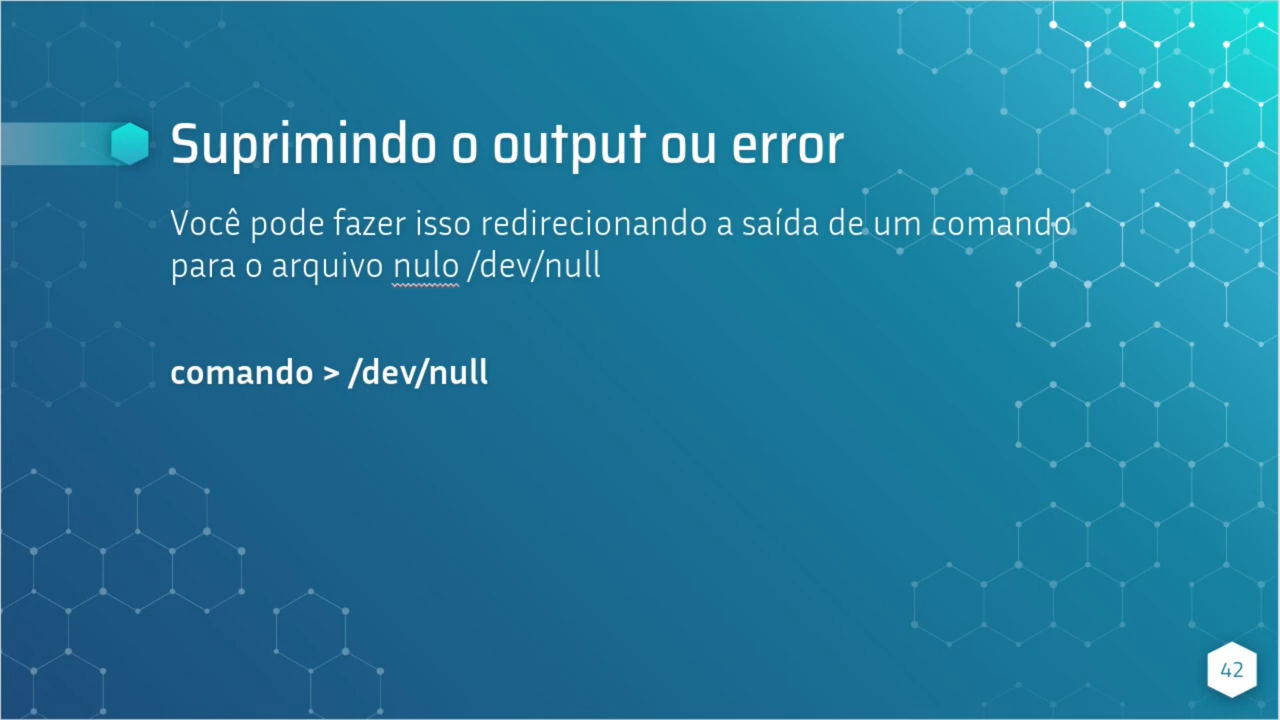 Suprimindo o output ou error
Você pode fazer isso redirecionando a saída de um comando
para o arquivo nulo /dev/null
comando > /dev/null
42